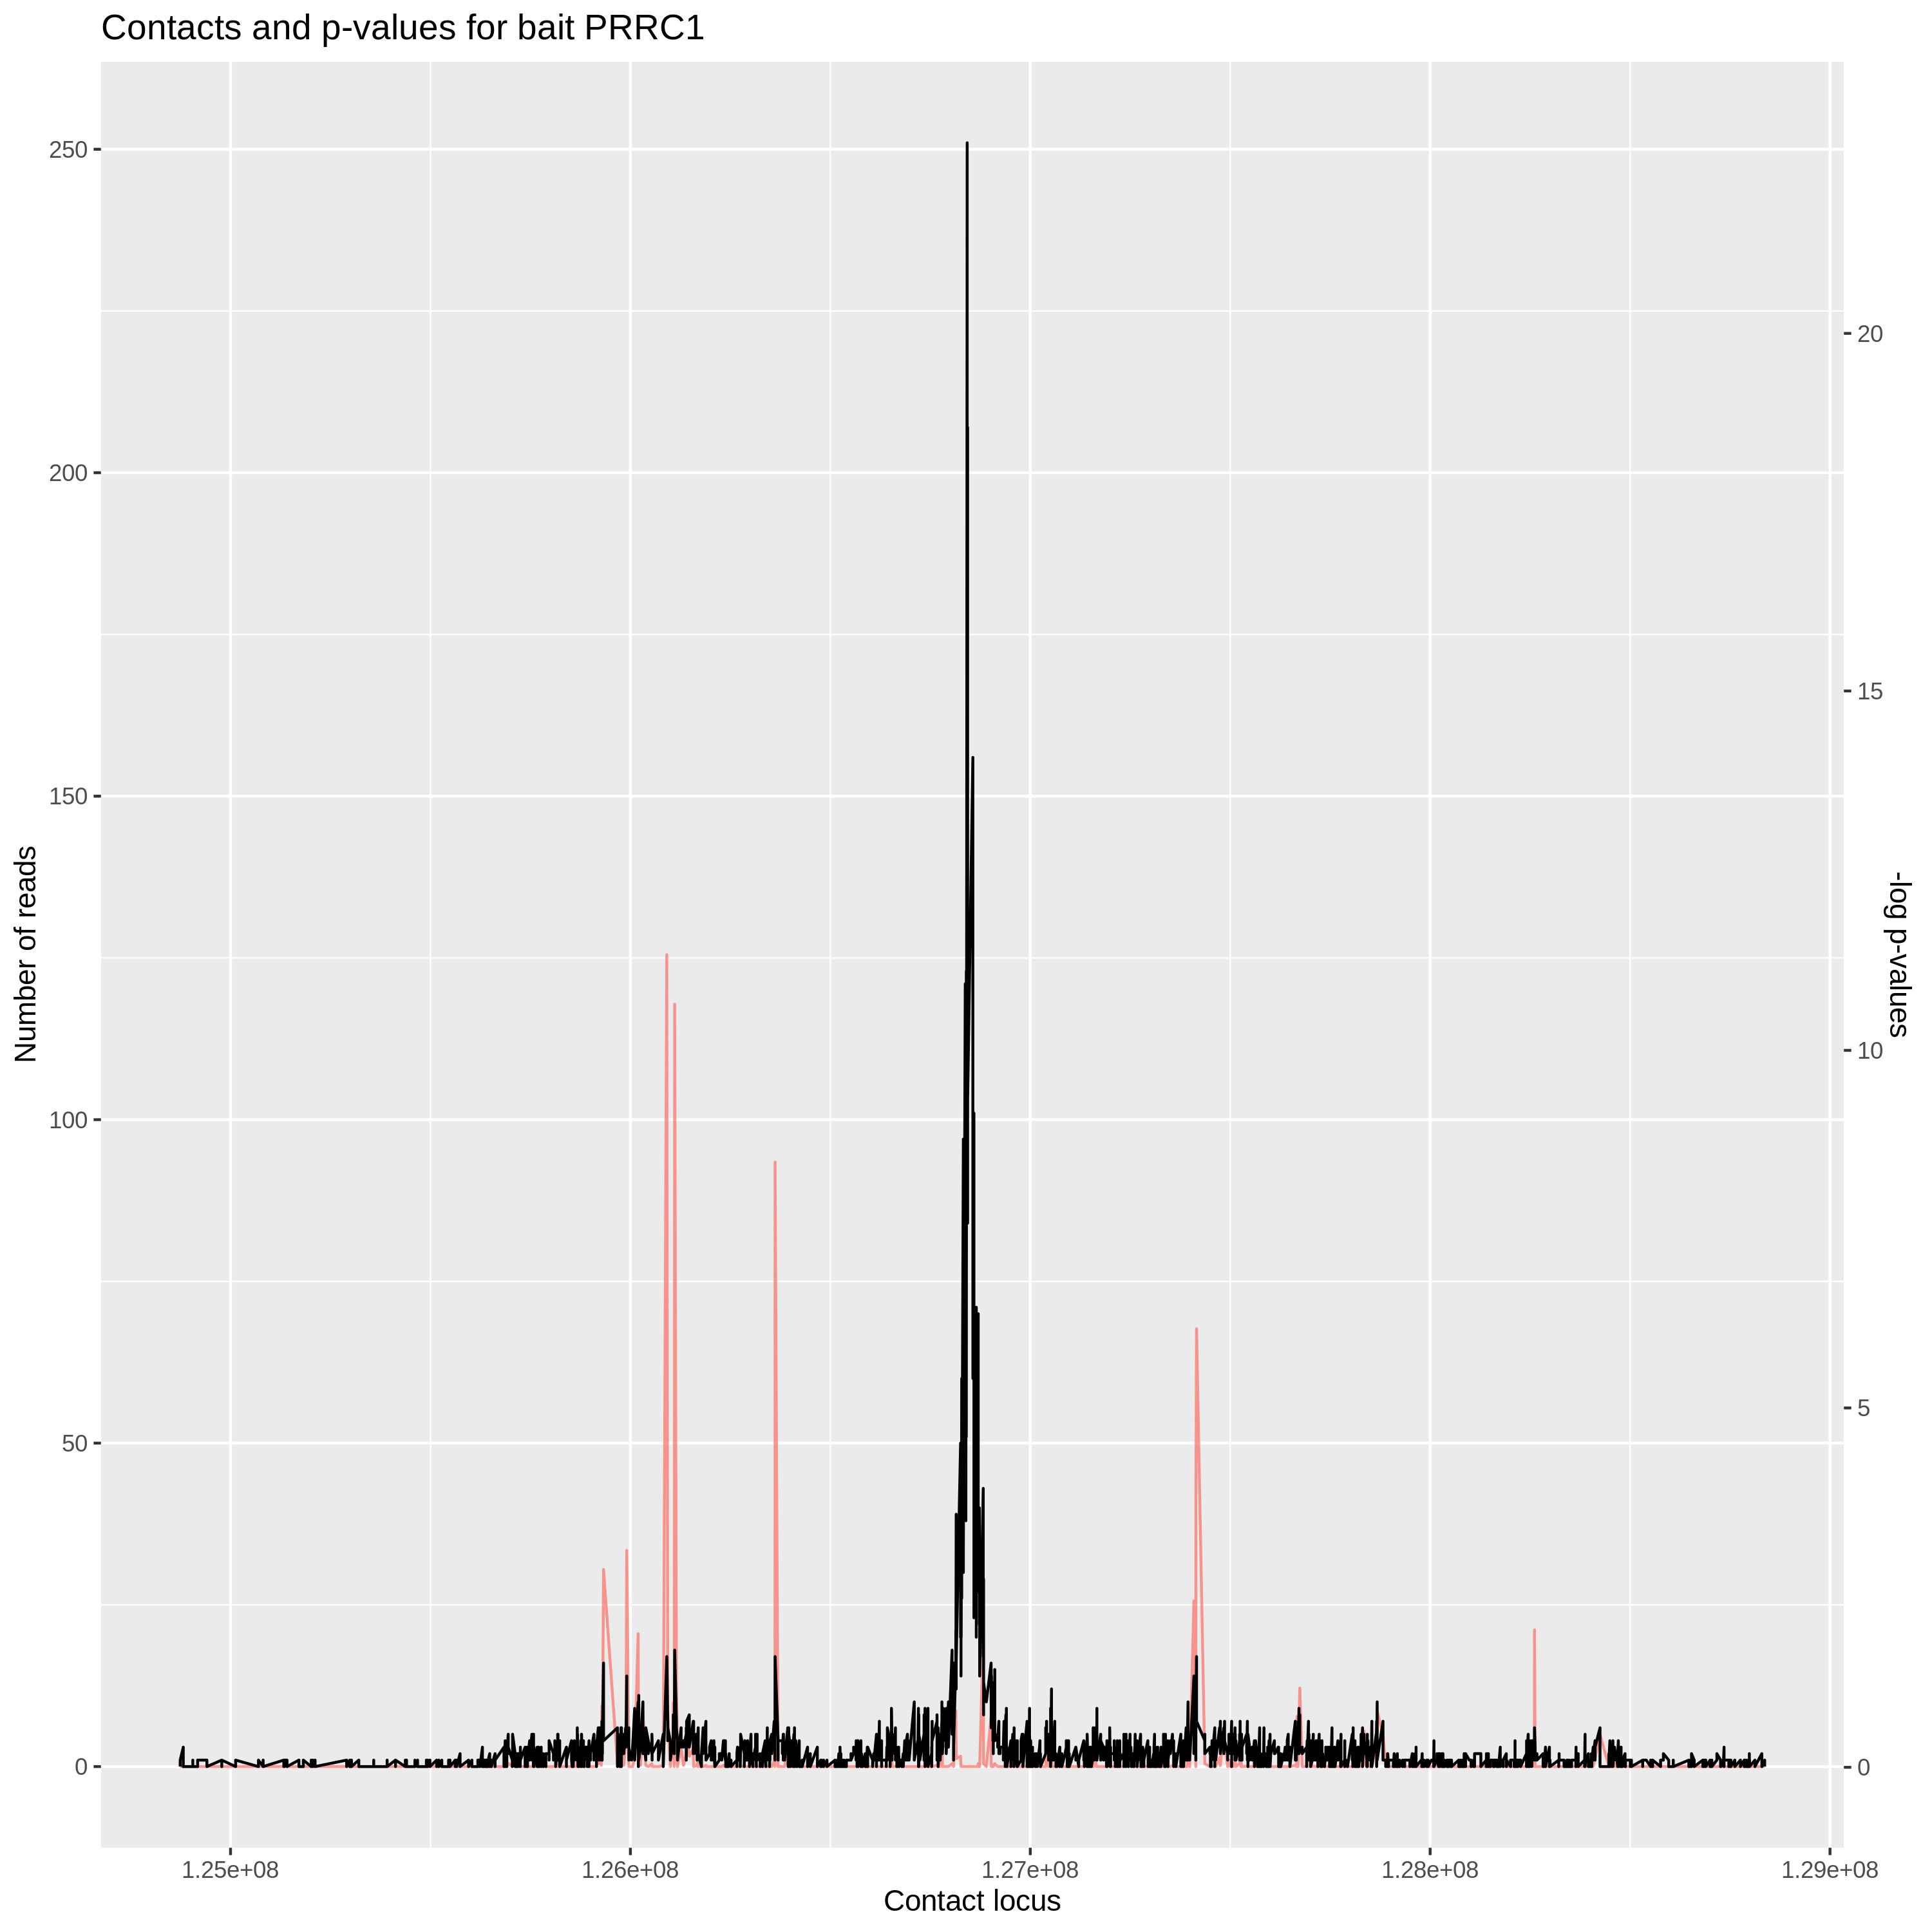 Contacts and p-values for bait PRRC1
250
200
150
100
50
0
Number of reads
20
15
10
5
0
-log p-values
1.25e+08
1.26e+08
1.27e+08
1.28e+08
1.29e+08
Contact locus